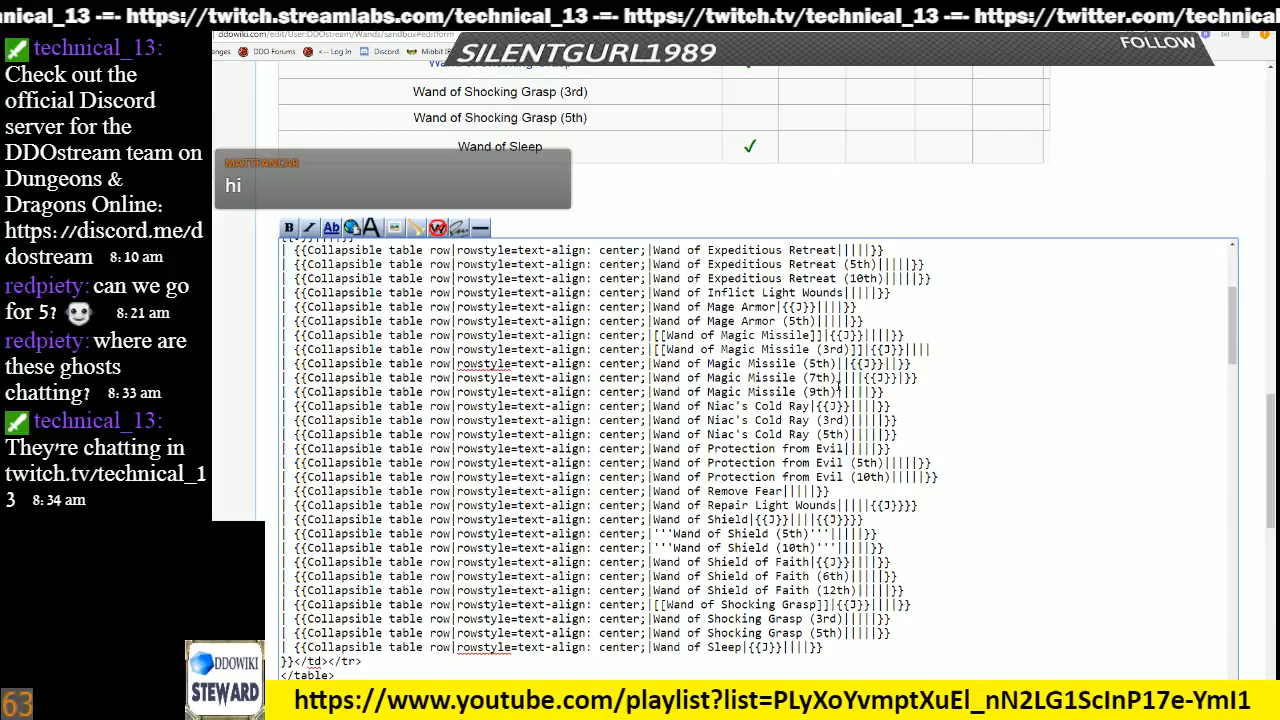 nical_13 -=- https://twitch.streamlabs.com/technical_13 -=- https://twitch.tv/technical_13 -=- https://twitter.com/technical
ddowiki.com/edit/User:DDOstream/Wands/sandbox#editform
nges DDO Forums <-- Log In Discord Mibbit
SILENTGURL1989
FOLLOW
technical_13:
Check out the
official Discord
server for the
DDOstream team on
Dungeons &
Dragons Online:
https://discord.me/d
dostream 8:10 am
redpiety: can we go
for 5? 8:21 am
redpiety: where are
these ghosts
chatting? 8:33 am
technical_13:
They're chatting in
twitch.tv/technical_1
3 8:34 am
Wand of Shocking Grasp
Wand of Shocking Grasp (3rd)
Wand of Shocking Grasp (5th)
Wand of Sleep ✓
MATTFANCAR
hi
B I Ab A W
| {{Collapsible table row|rowstyle=text-align: center;|Wand of Expeditious Retreat|||||}}
| {{Collapsible table row|rowstyle=text-align: center;|Wand of Expeditious Retreat (5th)|||||}}
| {{Collapsible table row|rowstyle=text-align: center;|Wand of Expeditious Retreat (10th)|||||}}
| {{Collapsible table row|rowstyle=text-align: center;|Wand of Inflict Light Wounds|||||}}
| {{Collapsible table row|rowstyle=text-align: center;|Wand of Mage Armor|{{J}}||||}}
| {{Collapsible table row|rowstyle=text-align: center;|Wand of Mage Armor (5th)|||||}}
| {{Collapsible table row|rowstyle=text-align: center;|[[Wand of Magic Missile]]|{{J}}||||}}
| {{Collapsible table row|rowstyle=text-align: center;|[[Wand of Magic Missile (3rd)]]|{{J}}||||
| {{Collapsible table row|rowstyle=text-align: center;|Wand of Magic Missile (5th)||{{J}}||}}
| {{Collapsible table row|rowstyle=text-align: center;|Wand of Magic Missile (7th)||||{{J}}|}}
| {{Collapsible table row|rowstyle=text-align: center;|Wand of Magic Missile (9th)|||||}}
| {{Collapsible table row|rowstyle=text-align: center;|Wand of Niac's Cold Ray|{{J}}||||}}
| {{Collapsible table row|rowstyle=text-align: center;|Wand of Niac's Cold Ray (3rd)|||||}}
| {{Collapsible table row|rowstyle=text-align: center;|Wand of Niac's Cold Ray (5th)|||||}}
| {{Collapsible table row|rowstyle=text-align: center;|Wand of Protection from Evil|||||}}
| {{Collapsible table row|rowstyle=text-align: center;|Wand of Protection from Evil (5th)|||||}}
| {{Collapsible table row|rowstyle=text-align: center;|Wand of Protection from Evil (10th)|||||}}
| {{Collapsible table row|rowstyle=text-align: center;|Wand of Remove Fear|||||}}
| {{Collapsible table row|rowstyle=text-align: center;|Wand of Repair Light Wounds|||||{{J}}}}
| {{Collapsible table row|rowstyle=text-align: center;|Wand of Shield|{{J}}||||{{J}}}}
| {{Collapsible table row|rowstyle=text-align: center;|'''Wand of Shield (5th)'''|||||}}
| {{Collapsible table row|rowstyle=text-align: center;|'''Wand of Shield (10th)'''|||||}}
| {{Collapsible table row|rowstyle=text-align: center;|Wand of Shield of Faith|{{J}}||||}}
| {{Collapsible table row|rowstyle=text-align: center;|Wand of Shield of Faith (6th)|||||}}
| {{Collapsible table row|rowstyle=text-align: center;|Wand of Shield of Faith (12th)|||||}}
| {{Collapsible table row|rowstyle=text-align: center;|[[Wand of Shocking Grasp]]|{{J}}||||}}
| {{Collapsible table row|rowstyle=text-align: center;|Wand of Shocking Grasp (3rd)|||||}}
| {{Collapsible table row|rowstyle=text-align: center;|Wand of Shocking Grasp (5th)|||||}}
| {{Collapsible table row|rowstyle=text-align: center;|Wand of Sleep|{{J}}||||}}
}}</td></tr>
</table>
DDOWIKI
STEWARD
63
https://www.youtube.com/playlist?list=PLyXoYvmptXuEl_nN2LG1ScInP17e-YmI1